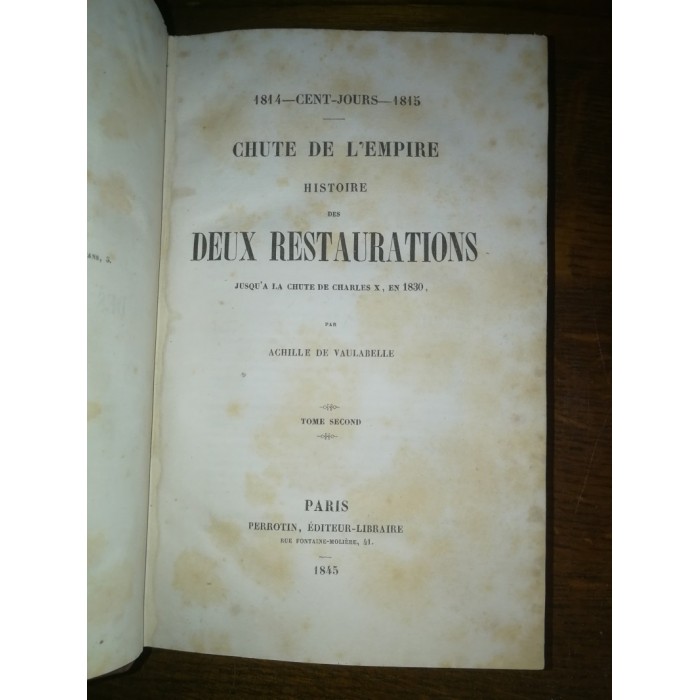 1814—CENT-JOURS—1815
CHUTE DE L'EMPIRE
HISTOIRE
DES
DEUX RESTAURATIONS
JUSQU'A LA CHUTE DE CHARLES X, EN 1830,
PAR
ACHILLE DE VAULABELLE
TOME SECOND
PARIS
PERROTIN, ÉDITEUR-LIBRAIRE
RUE FONTAINE-MOLIÈRE, 41.
1845